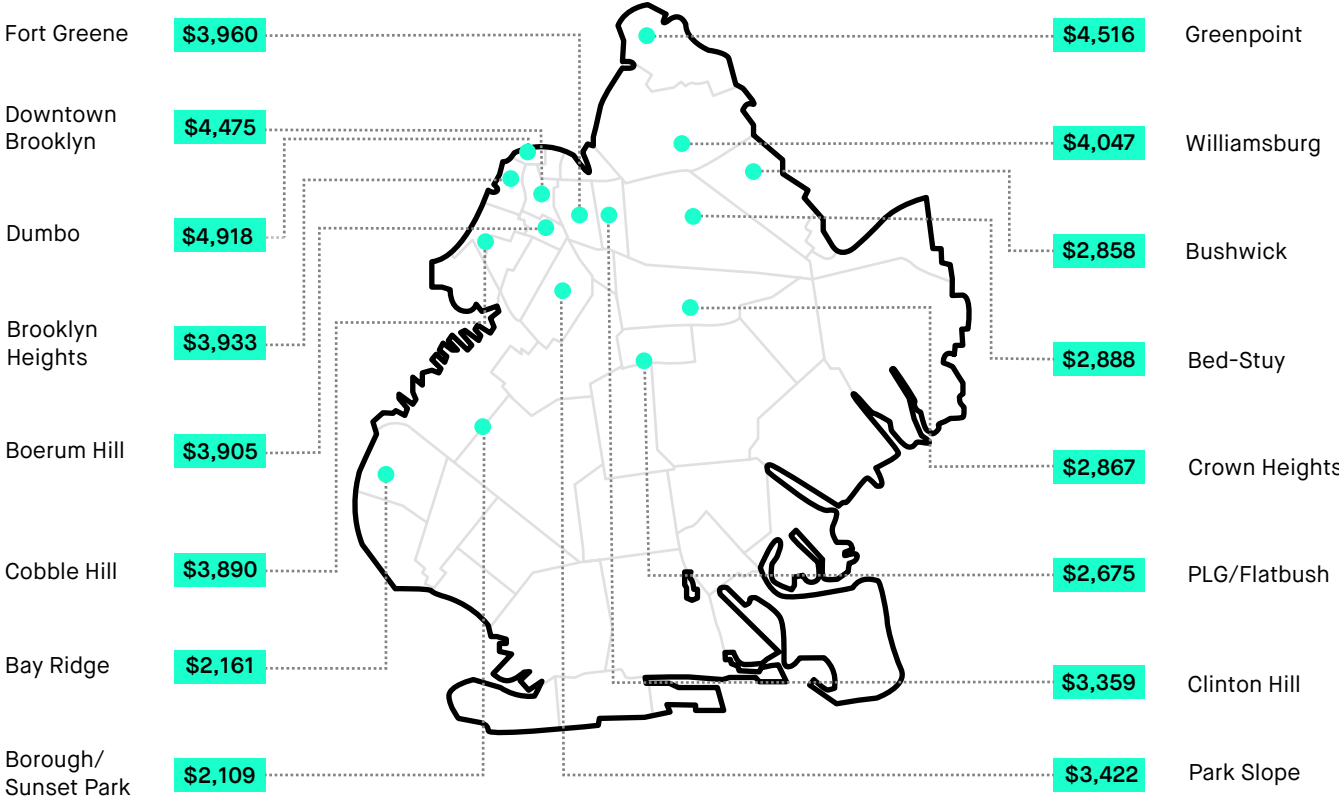 Fort Greene $3,960
Downtown
Brooklyn $4,475
Dumbo $4,918
Brooklyn
Heights $3,933
Boerum Hill $3,905
Cobble Hill $3,890
Bay Ridge $2,161
Borough/
Sunset Park $2,109
$4,516 Greenpoint
$4,047 Williamsburg
$2,858 Bushwick
$2,888 Bed-Stuy
$2,867 Crown Heights
$2,675 PLG/Flatbush
$3,359 Clinton Hill
$3,422 Park Slope